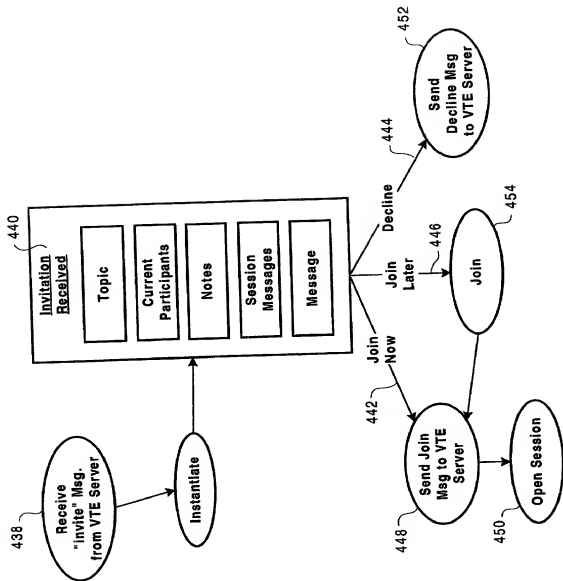 438
Receive
"invite" Msg.
from VTE Server
Instantiate
440
Invitation
Received
Topic
Current
Participants
Notes
Session
Messages
Message
Join
Now
442
Join
Later
446
Decline
444
448
Send Join
Msg to VTE
Server
450
Open Session
Join
454
Send
Decline Msg
to VTE Server
452